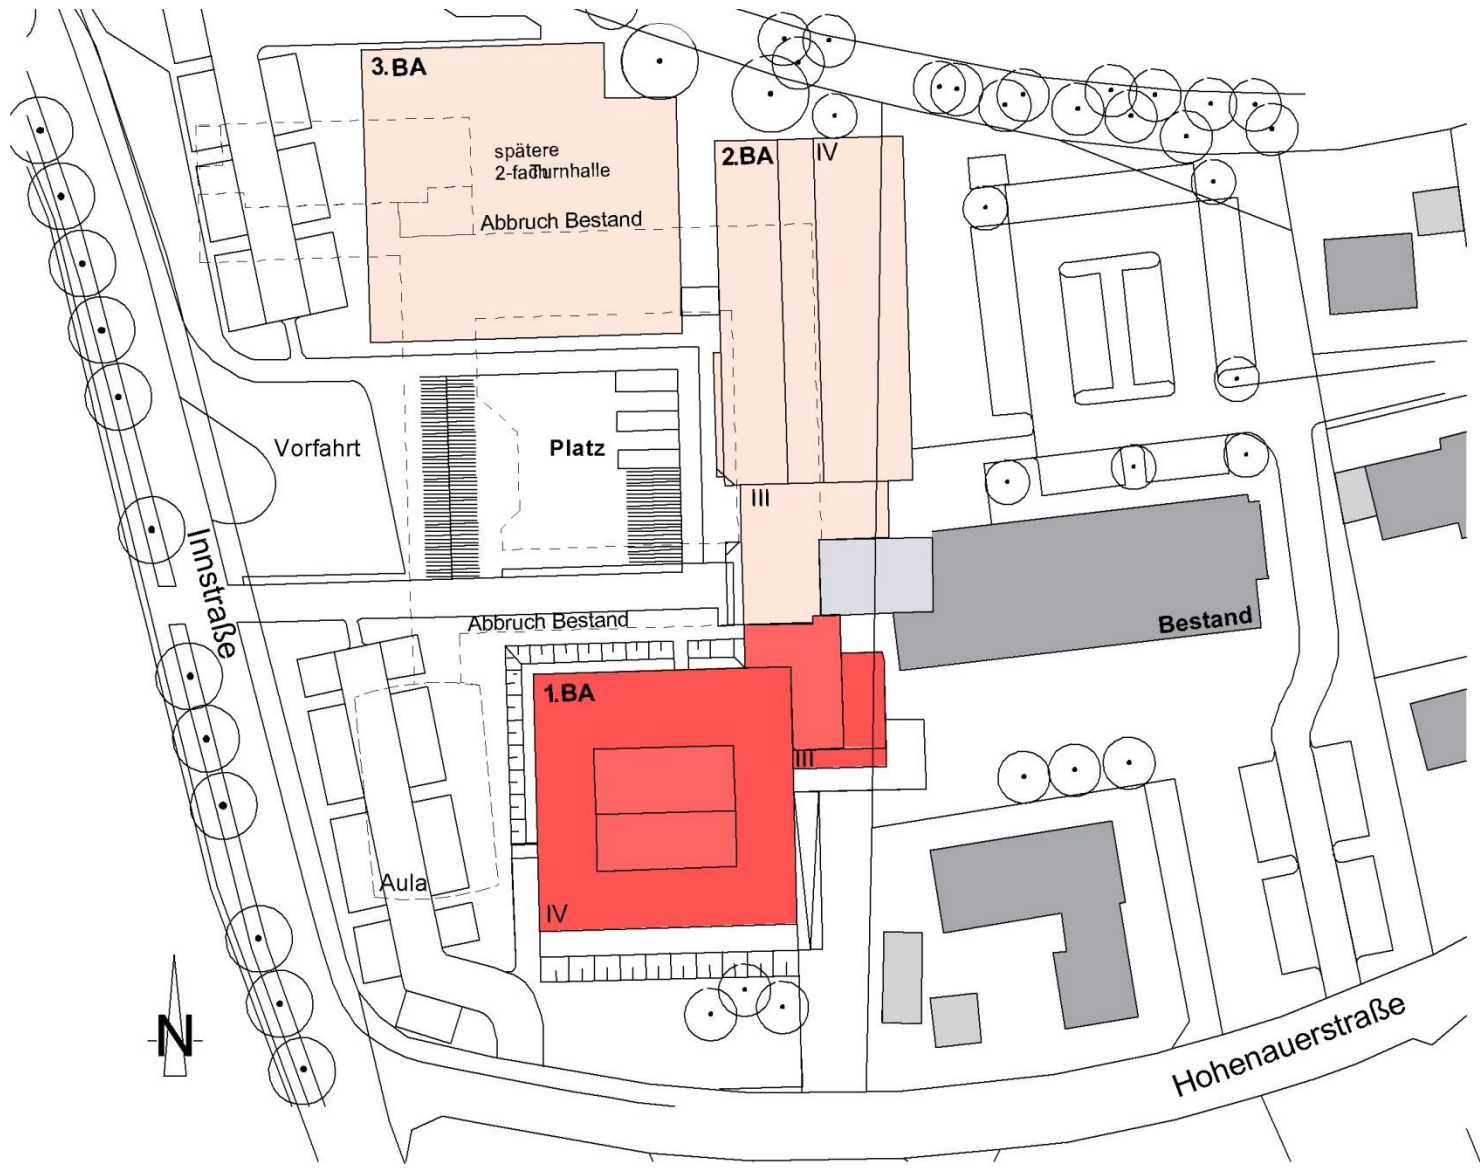 3.BA
spätere
2-fach Turnhalle
2.BA
IV
Abbruch Bestand
Vorfahrt
Platz
III
Innstraße
Abbruch Bestand
Bestand
1.BA
III
Aula
IV
N
Hohenauerstraße